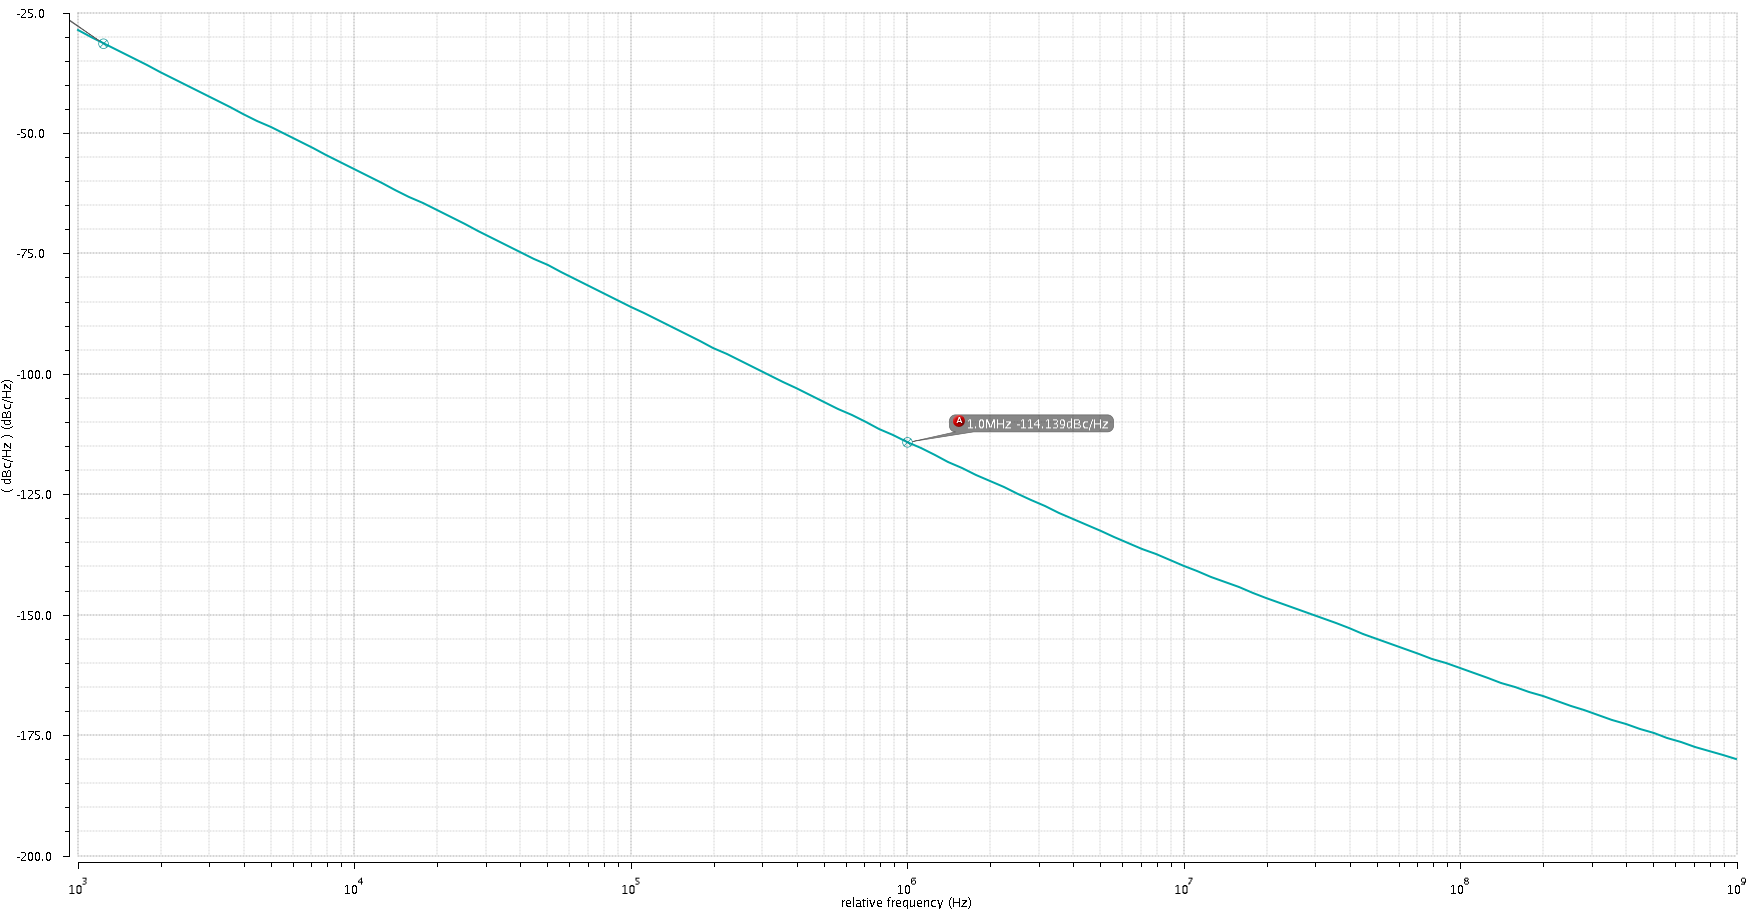 -25.0
-50.0
-75.0
-100.0
-125.0
-150.0
-175.0
-200.0
( dBc/Hz ) (dBc/Hz)
A 1.0MHz -114.139dBc/Hz
10^3 10^4 10^5 10^6 10^7 10^8 10^9
relative frequency (Hz)